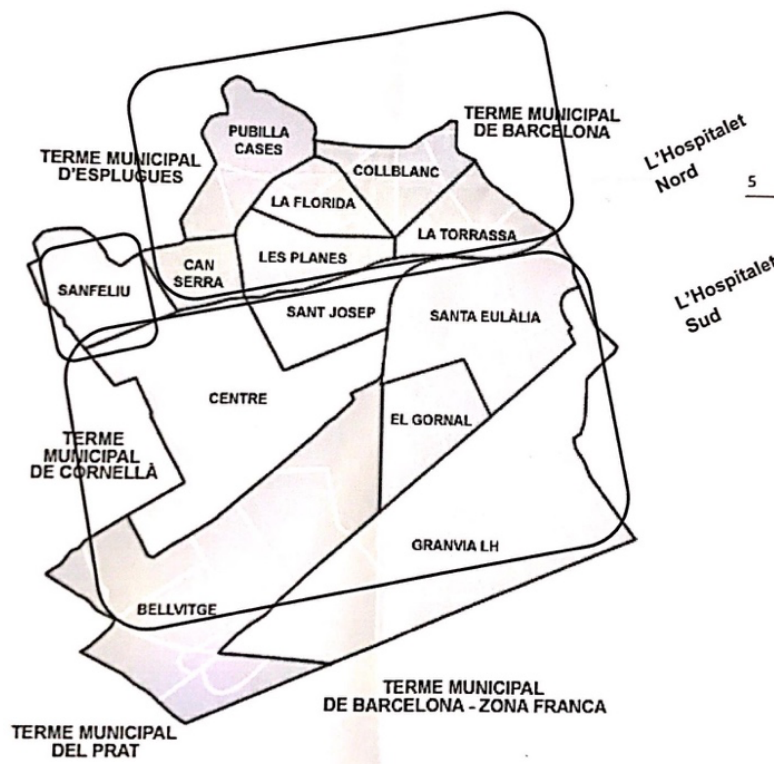 TERME MUNICIPAL
DE BARCELONA
PUBILLA
CASES
L'Hospitalet
Nord
5
TERME MUNICIPAL
D'ESPLUGUES
COLLBLANC
LA FLORIDA
LA TORRASSA
CAN
SERRA
LES PLANES
SANFELIU
SANT JOSEP
SANTA EULÀLIA
L'Hospitalet
Sud
CENTRE
EL GORNAL
TERME
MUNICIPAL
DE CORNELLÀ
GRANVIA LH
BELLVITGE
TERME MUNICIPAL
DE BARCELONA - ZONA FRANCA
TERME MUNICIPAL
DEL PRAT